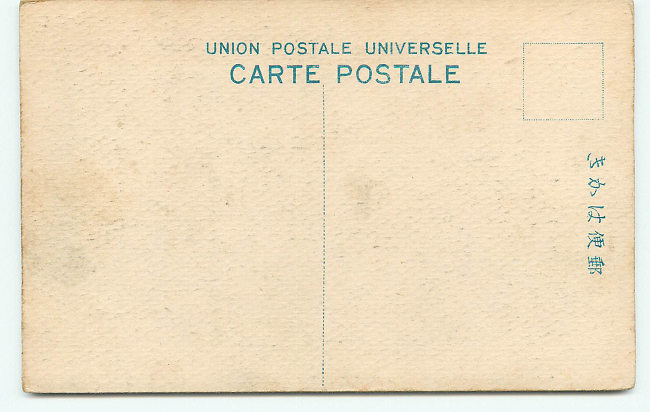 UNION POSTALE UNIVERSELLE
CARTE POSTALE
郵便はかき